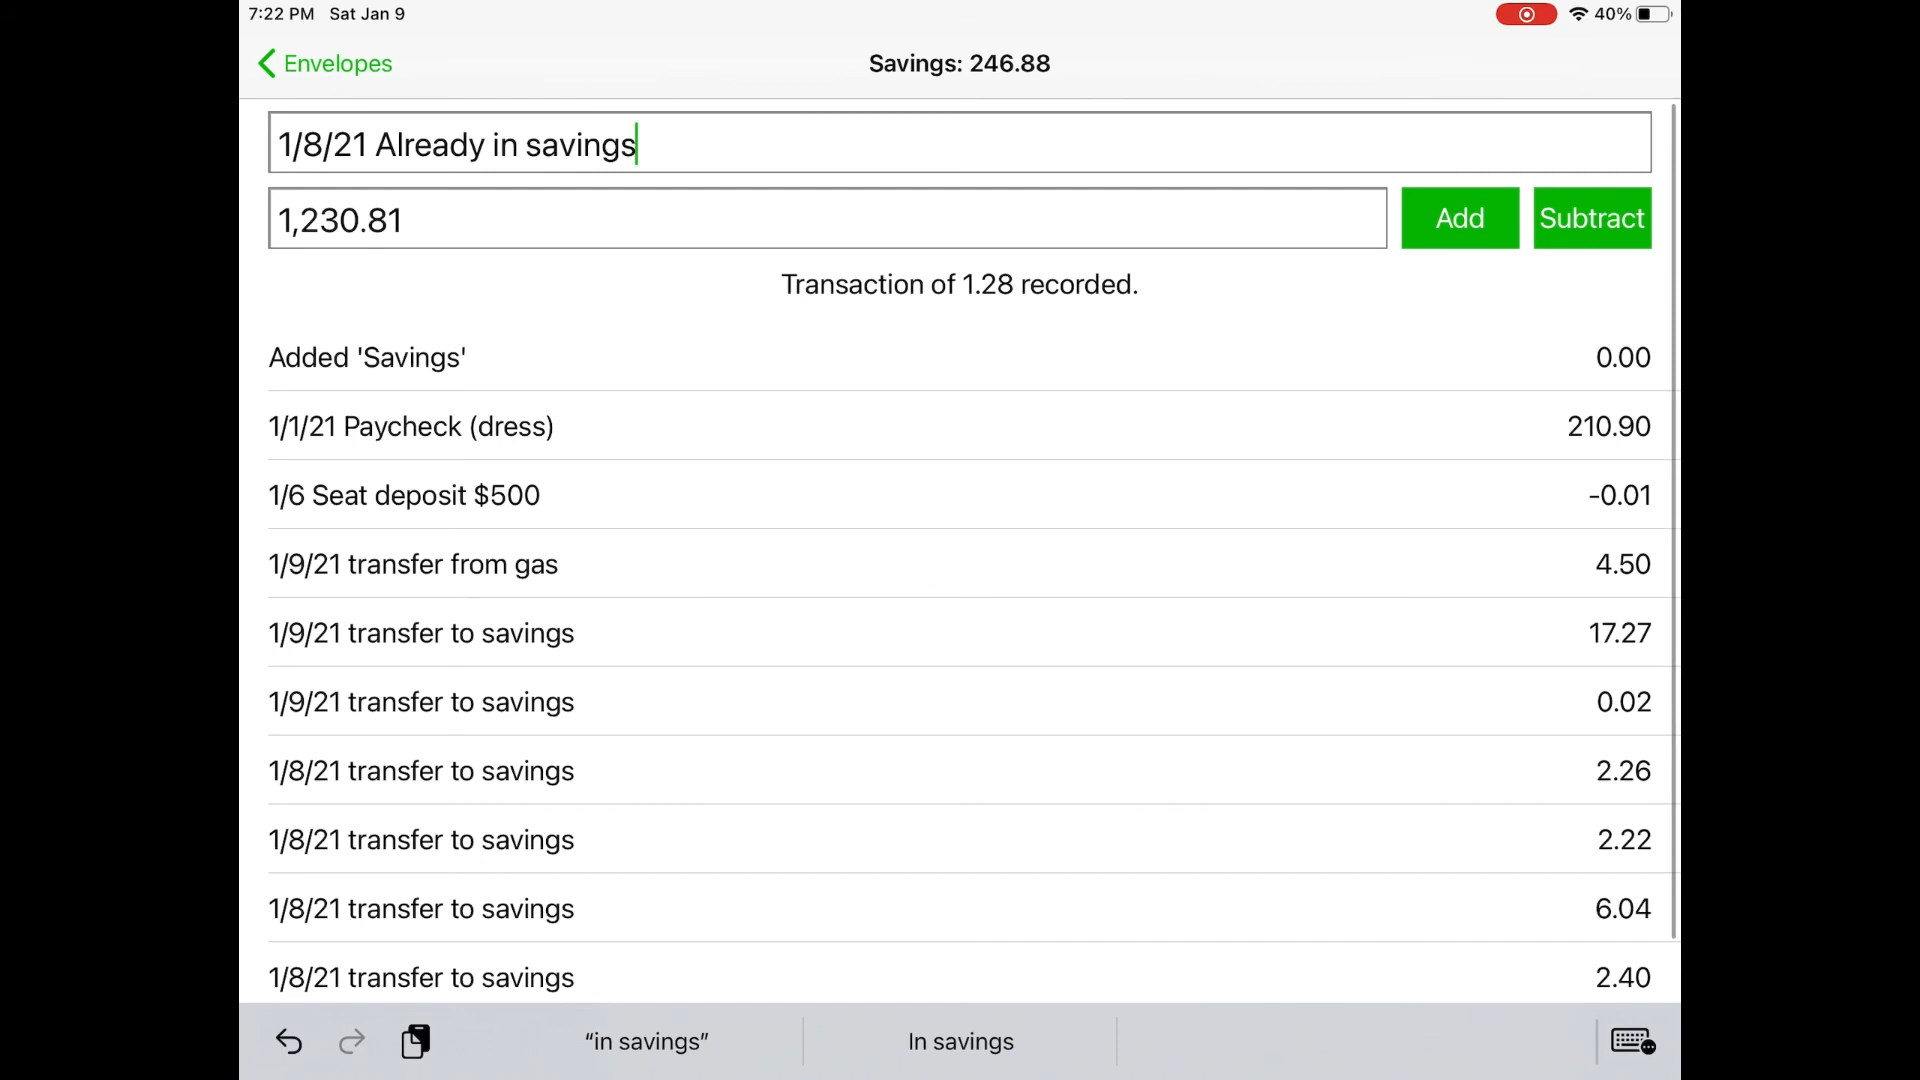 7:22 PM Sat Jan 9 40%
Envelopes Savings: 246.88
1/8/21 Already in savings
1,230.81 Add Subtract
Transaction of 1.28 recorded.
Added 'Savings' 0.00
1/1/21 Paycheck (dress) 210.90
1/6 Seat deposit $500 -0.01
1/9/21 transfer from gas 4.50
1/9/21 transfer to savings 17.27
1/9/21 transfer to savings 0.02
1/8/21 transfer to savings 2.26
1/8/21 transfer to savings 2.22
1/8/21 transfer to savings 6.04
1/8/21 transfer to savings 2.40
“in savings” In savings